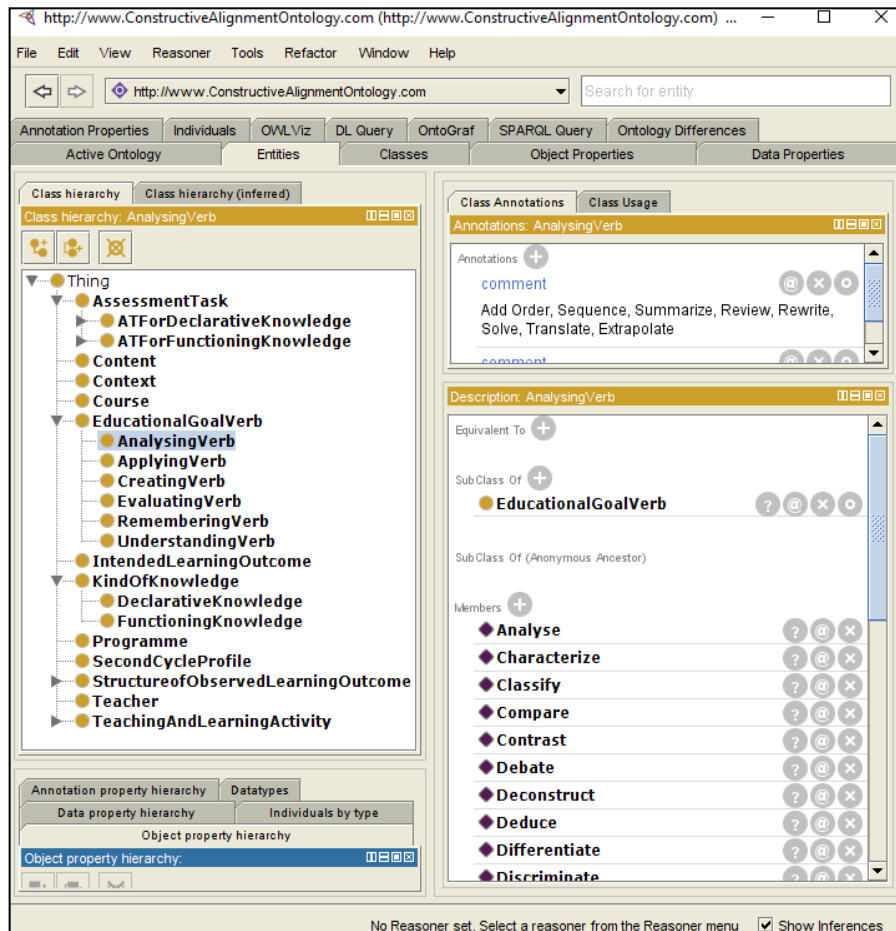 http://www.ConstructiveAlignmentOntology.com (http://www.ConstructiveAlignmentOntology.com) ...
File Edit View Reasoner Tools Refactor Window Help
http://www.ConstructiveAlignmentOntology.com
Search for entity
Annotation Properties Individuals OWLViz DL Query OntoGraf SPARQL Query Ontology Differences
Active Ontology Entities Classes Object Properties Data Properties
Class hierarchy Class hierarchy (inferred)
Class hierarchy: AnalysingVerb
Thing
AssessmentTask
ATForDeclarativeKnowledge
ATForFunctioningKnowledge
Content
Context
Course
EducationalGoalVerb
AnalysingVerb
ApplyingVerb
CreatingVerb
EvaluatingVerb
RememberingVerb
UnderstandingVerb
IntendedLearningOutcome
KindOfKnowledge
DeclarativeKnowledge
FunctioningKnowledge
Programme
SecondCycleProfile
StructureofObservedLearningOutcome
Teacher
TeachingAndLearningActivity
Annotation property hierarchy Datatypes
Data property hierarchy Individuals by type
Object property hierarchy
Object property hierarchy:
Class Annotations Class Usage
Annotations: AnalysingVerb
Annotations
comment
Add Order, Sequence, Summarize, Review, Rewrite,
Solve, Translate, Extrapolate
comment
Description: AnalysingVerb
Equivalent To
SubClass Of
EducationalGoalVerb
SubClass Of (Anonymous Ancestor)
Members
Analyse
Characterize
Classify
Compare
Contrast
Debate
Deconstruct
Deduce
Differentiate
Discriminate
No Reasoner set. Select a reasoner from the Reasoner menu Show Inferences